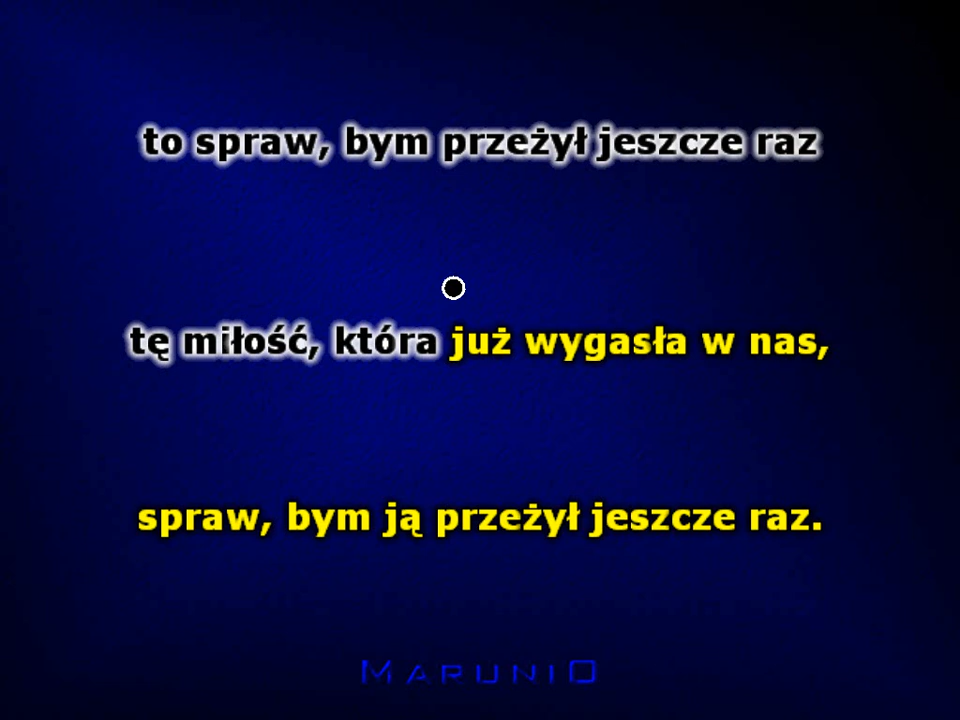 to spraw, bym przeżył jeszcze raz
tę miłość, która już wygasła w nas,
spraw, bym ją przeżył jeszcze raz.
MARUNIO